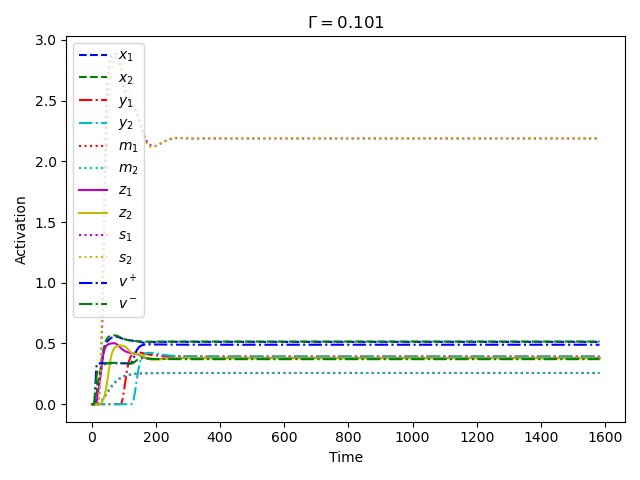 Γ = 0.101
3.0
2.5
2.0
1.5
1.0
0.5
0.0
Activation
x₁
x₂
y₁
y₂
m₁
m₂
z₁
z₂
s₁
s₂
v⁺
v⁻
0 200 400 600 800 1000 1200 1400 1600
Time